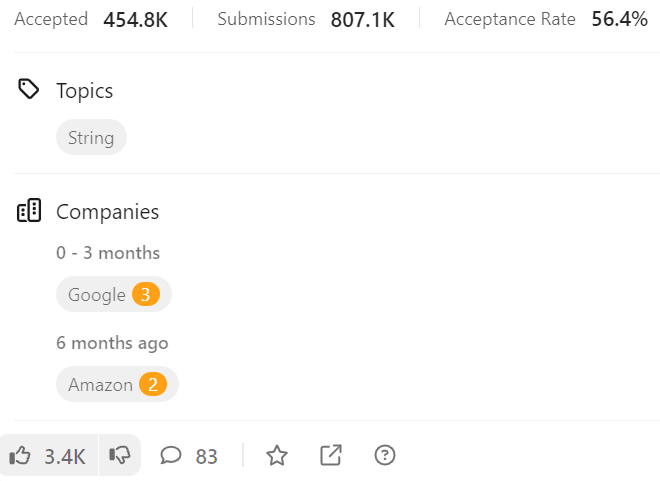 Accepted 454.8K Submissions 807.1K Acceptance Rate 56.4%
Topics
String
Companies
0 - 3 months
Google 3
6 months ago
Amazon 2
3.4K 83